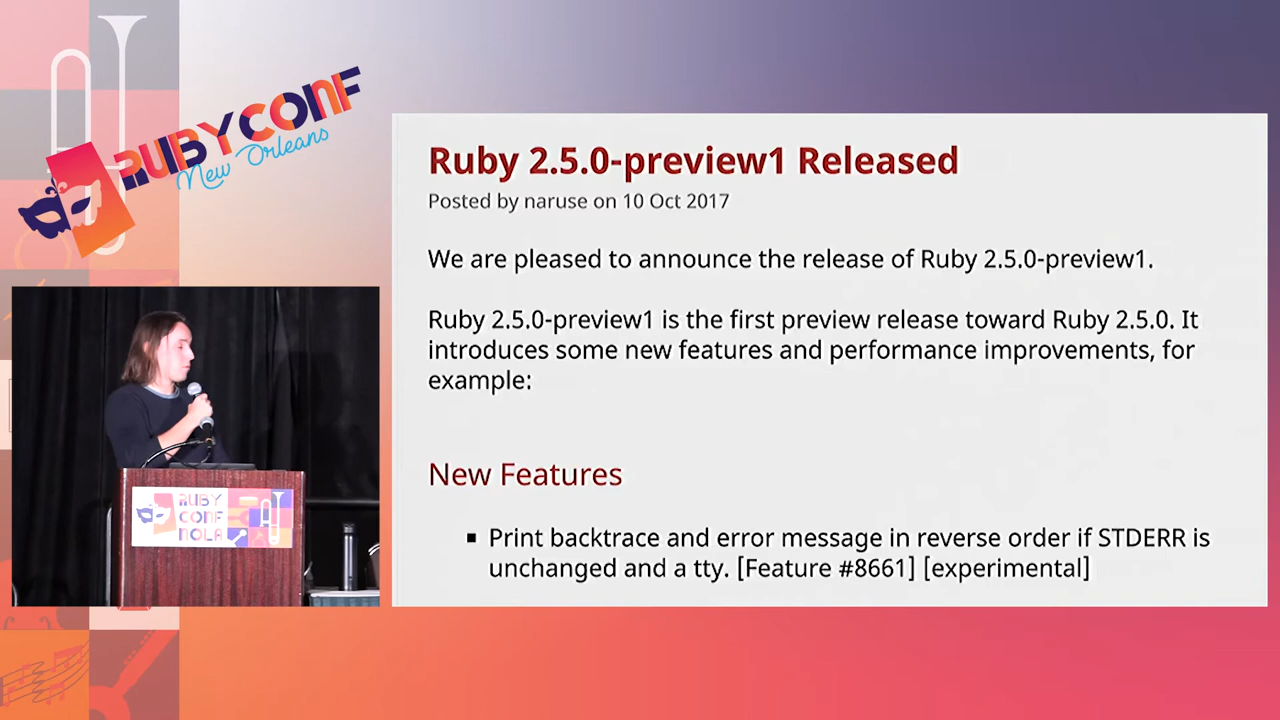 RUBYCONF
New Orleans
Ruby 2.5.0-preview1 Released
Posted by naruse on 10 Oct 2017
We are pleased to announce the release of Ruby 2.5.0-preview1.
Ruby 2.5.0-preview1 is the first preview release toward Ruby 2.5.0. It
introduces some new features and performance improvements, for
example:
New Features
▪ Print backtrace and error message in reverse order if STDERR is
unchanged and a tty. [Feature #8661] [experimental]
RUBY
CONF
NOLA